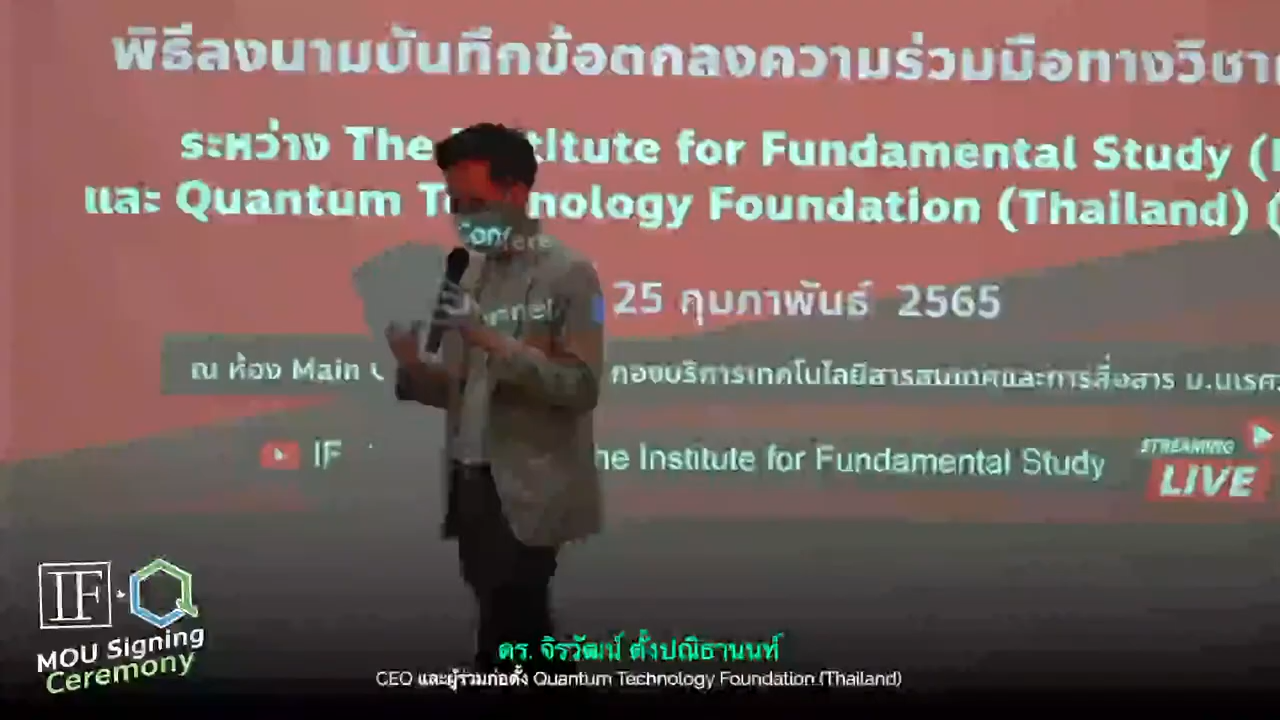 พิธีลงนามบันทึกข้อตกลงความร่วมมือทางวิชา
ระหว่าง The Institute for Fundamental Study (
และ Quantum Technology Foundation (Thailand) (
25 กุมภาพันธ์ 2565
ณ ห้อง Main กองบริการเทคโนโลยีสารสนเทศและการสื่อสาร ม.นเรศ
IF The Institute for Fundamental Study
STREAMING
LIVE
IF Q
MOU Signing
Ceremony
ดร. จิรวัฒน์ ตั้งปณิธานนท์
CEO และผู้ร่วมก่อตั้ง Quantum Technology Foundation (Thailand)